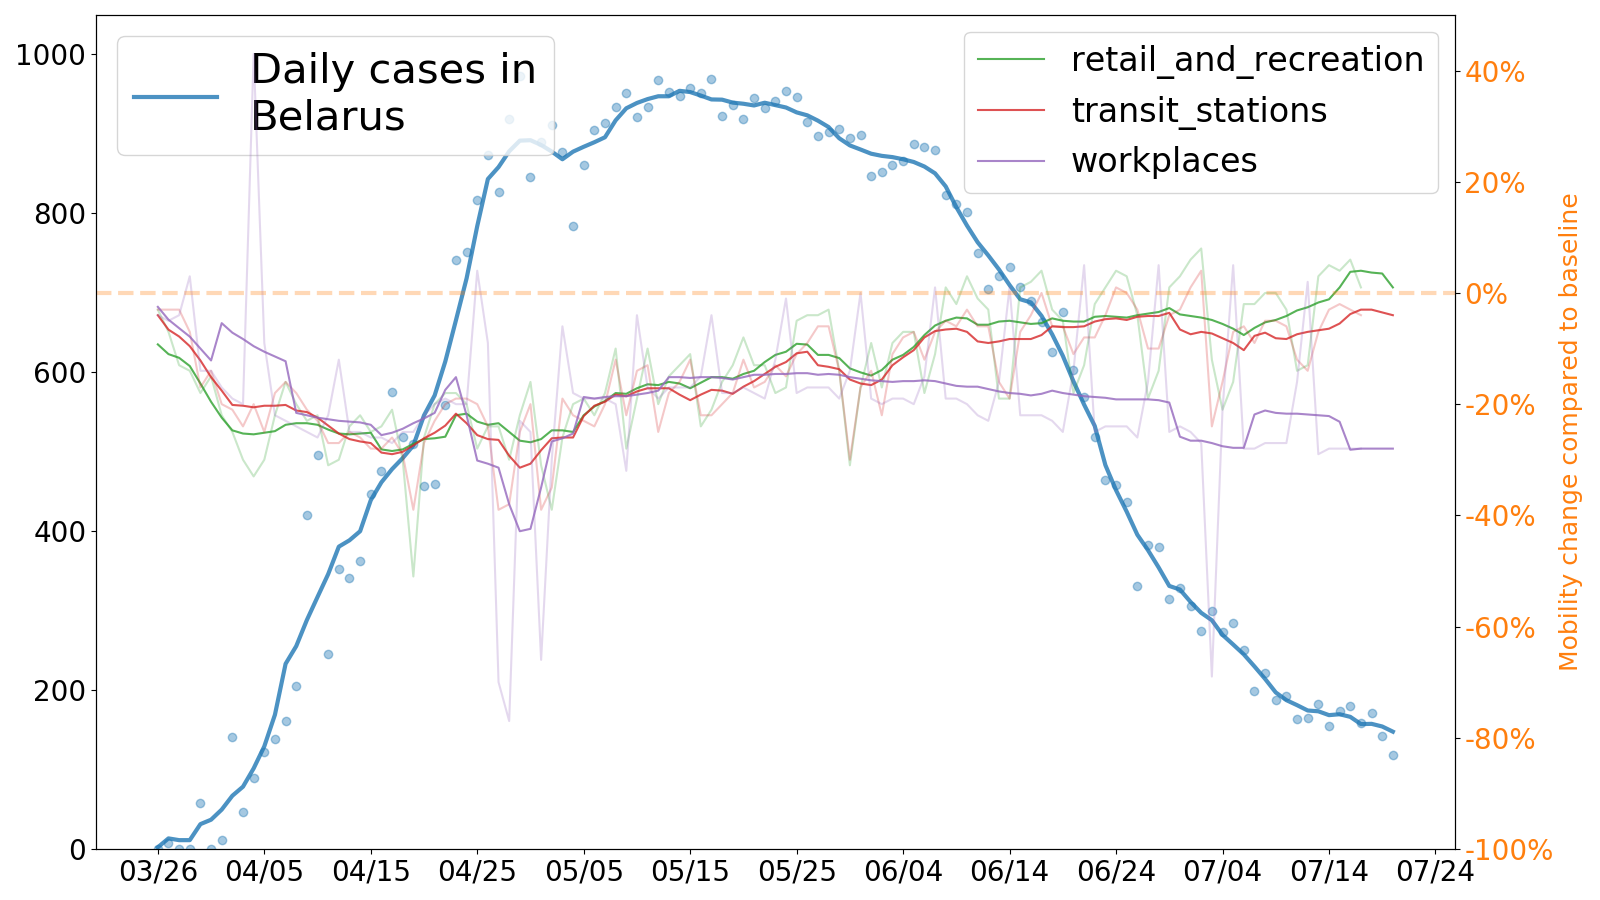 Daily cases in
Belarus
retail_and_recreation
transit_stations
workplaces
1000
800
600
400
200
0
40%
20%
0%
-20%
-40%
-60%
-80%
-100%
Mobility change compared to baseline
03/26 04/05 04/15 04/25 05/05 05/15 05/25 06/04 06/14 06/24 07/04 07/14 07/24